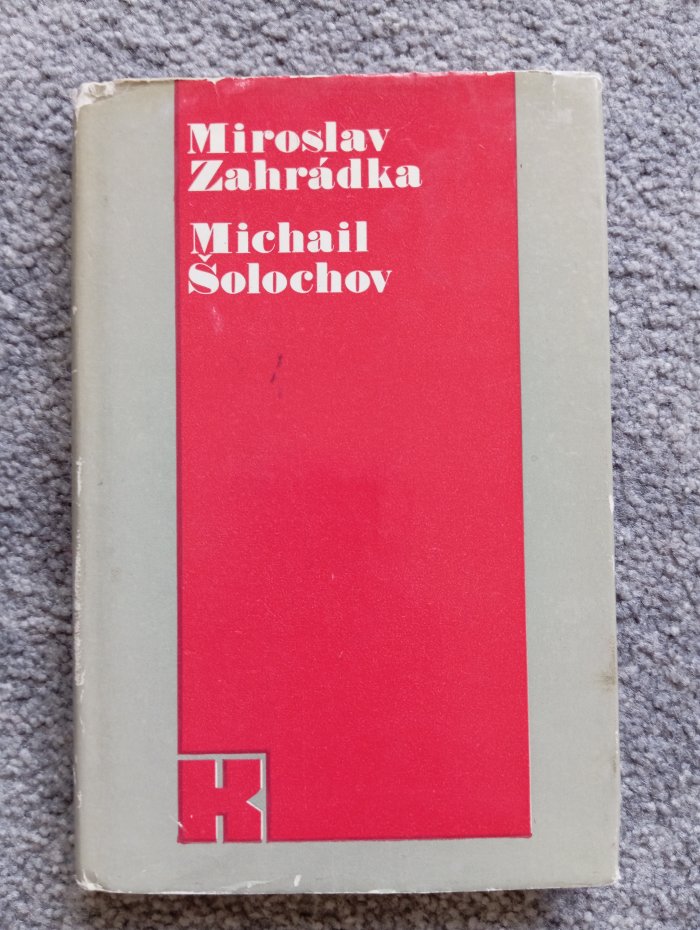 Miroslav
Zahrádka
Michail
Šolochov
K